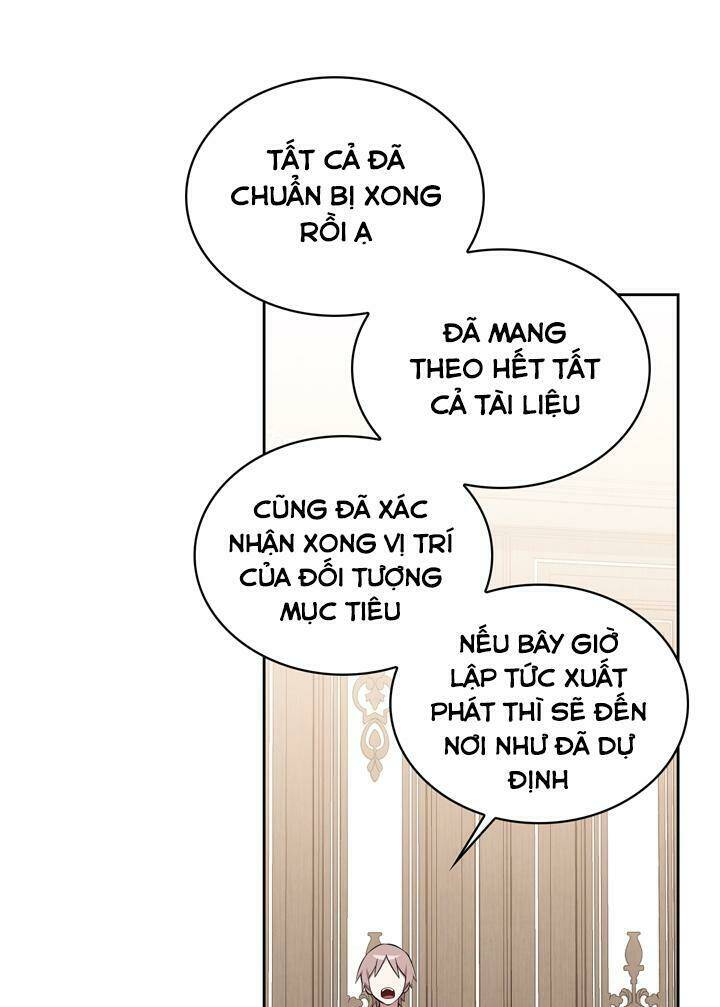 TẤT CẢ ĐÃ
CHUẨN BỊ XONG
RỒI Ạ
ĐÃ MANG
THEO HẾT TẤT
CẢ TÀI LIỆU
CŨNG ĐÃ XÁC
NHẬN XONG VỊ TRÍ
CỦA ĐỐI TƯỢNG
MỤC TIÊU
NẾU BÂY GIỜ
LẬP TỨC XUẤT
PHÁT THÌ SẼ ĐẾN
NƠI NHƯ ĐÃ DỰ
ĐỊNH